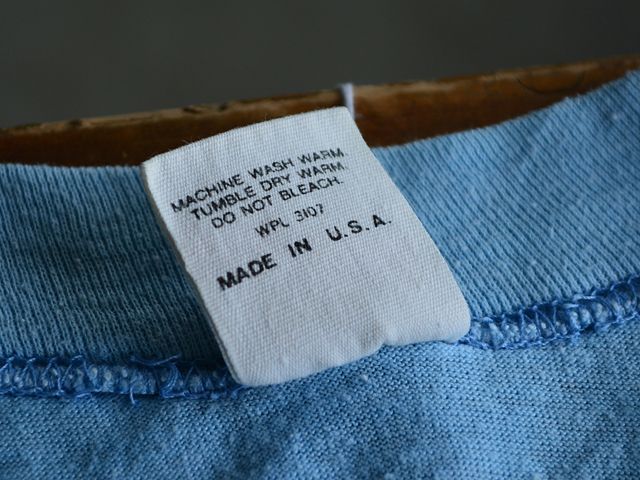 MACHINE WASH WARM
TUMBLE DRY WARM.
DO NOT BLEACH.
WPL 3107
MADE IN U.S.A.